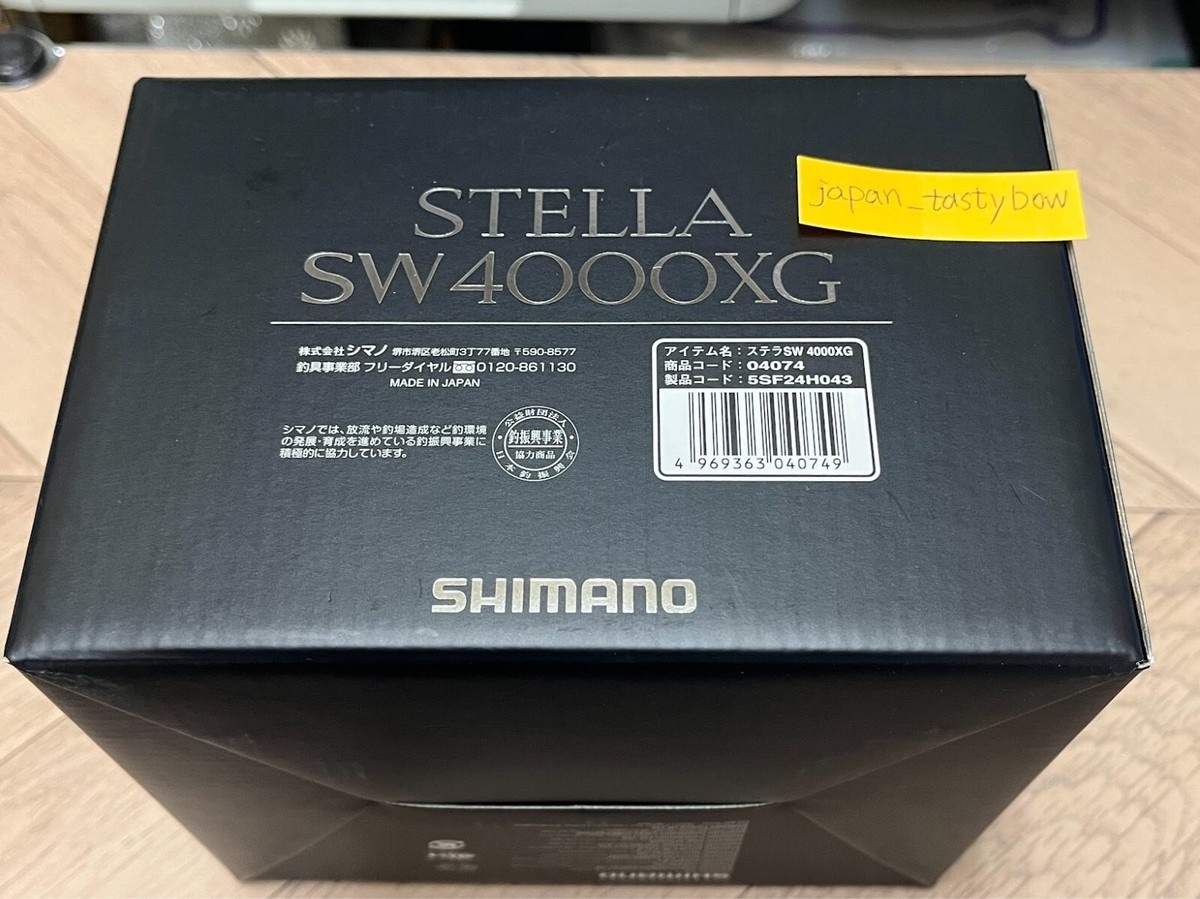 STELLA
SW4000XG
japan_tastybow
株式会社シマノ 堺市堺区老松町3丁77番地 〒590-8577
釣具事業部 フリーダイヤル 0120-861130
MADE IN JAPAN
シマノでは、放流や釣場造成など釣環境
の発展・育成を進めている釣振興事業に
積極的に協力しています。
公益財団法人
釣振興事業
協力商品
日本釣振興会
アイテム名:ステラSW 4000XG
商品コード:04074
製品コード:5SF24H043
4 969363 040749
SHIMANO